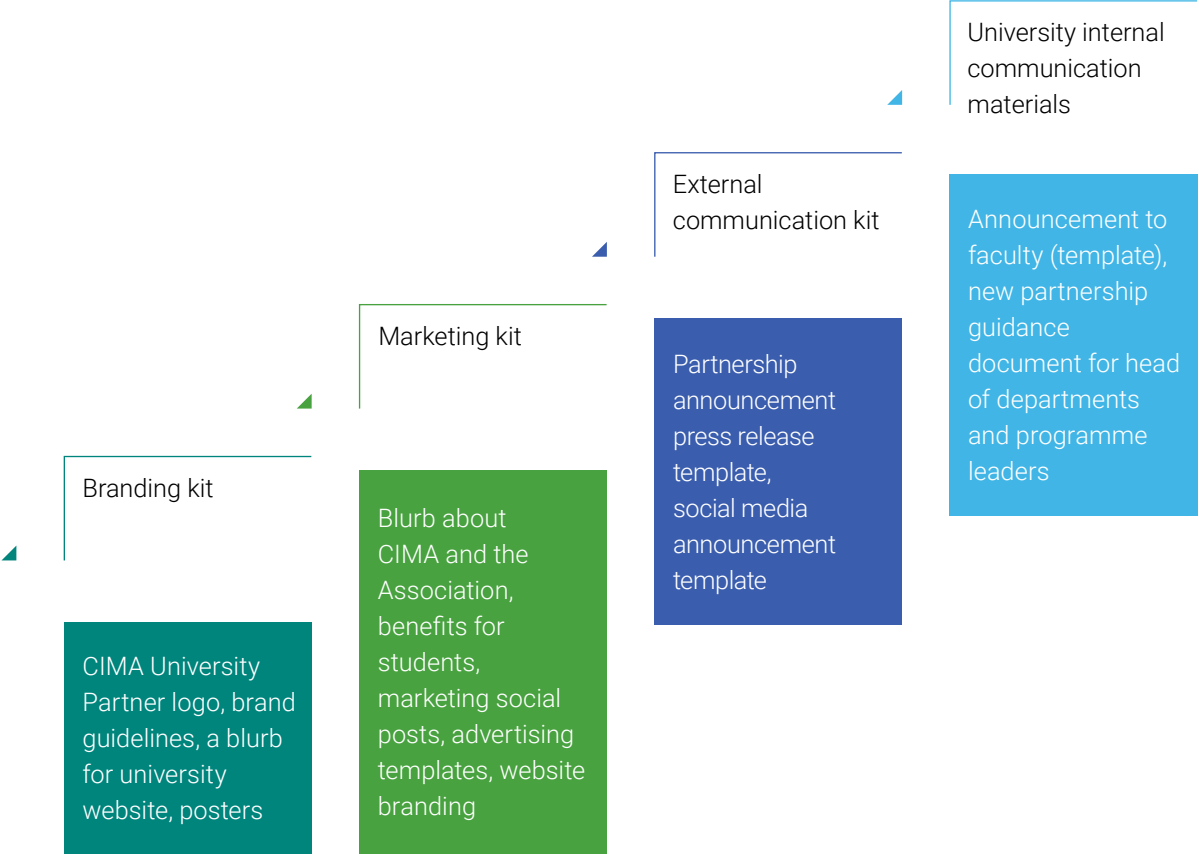 Branding kit
CIMA University
Partner logo, brand
guidelines, a blurb
for university
website, posters
Marketing kit
Blurb about
CIMA and the
Association,
benefits for
students,
marketing social
posts, advertising
templates, website
branding
External
communication kit
Partnership
announcement
press release
template,
social media
announcement
template
University internal
communication
materials
Announcement to
faculty (template),
new partnership
guidance
document for head
of departments
and programme
leaders